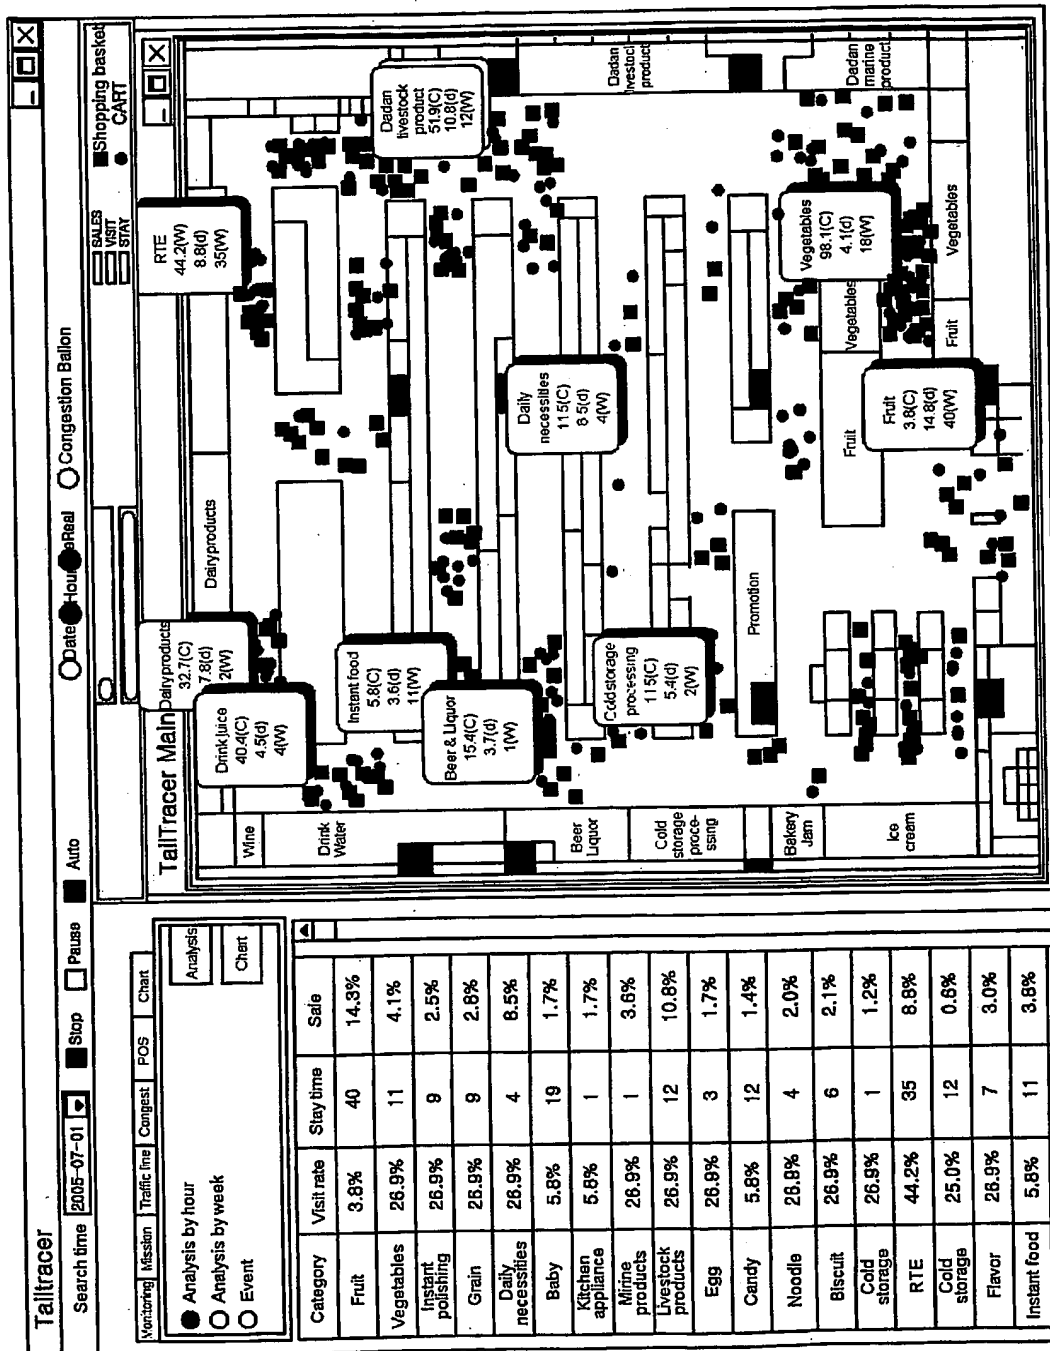 Tailtracer
Search time 2005-07-01 Stop Pause Auto
Date Hour Real Congestion Ballon
Monitoring Mission Traffic line Congest POS Chart
Analysis by hour
Analysis by week
Event
Analysis
Chert
Category Visit rate Stay time Sale
Fruit 3.8% 40 14.3%
Vegetables 26.9% 11 4.1%
Instant polishing 26.9% 9 2.5%
Grain 26.9% 9 2.8%
Daily necessities 26.9% 4 8.5%
Baby 5.8% 19 1.7%
Kitchen appliance 5.8% 1 1.7%
Mirine products 26.9% 1 3.6%
Livestock products 26.9% 12 10.8%
Egg 26.9% 3 1.7%
Candy 5.8% 12 1.4%
Noodle 26.9% 4 2.0%
Biscuit 26.9% 6 2.1%
Cold storage 26.9% 1 1.2%
RTE 44.2% 35 8.8%
Cold storage 25.0% 12 0.6%
Flavor 26.9% 7 3.0%
Instant food 5.8% 11 3.8%
SALES
VISIT
STAY
Shopping basket
CART
TailTracer Main
Dairyproducts
32.7(C)
7.8(d)
2(W)
Drink Juice
40.4(C)
4.5(d)
4(W)
RTE
44.2(W)
8.8(d)
35(W)
Dairyproducts
Wine
Drink
Water
Instant food
5.8(C)
3.6(d)
11(W)
Beer & Liquor
15.4(C)
3.7(d)
1(W)
Dadan
livestock
product
51.9(C)
10.8(d)
12(W)
Daily
necessities
115(C)
8 5(d)
4(W)
Beer
Liquor
Cold storage
processing
115(C)
5.4(d)
2(W)
Cold
storage
proce-
ssing
Dadan
livestock
product
Promotion
Bakery
Jam
Vegetables
98.1(C)
4.1(d)
18(W)
Dadan
marine
product
Fruit
Vegetables
Fruit
3.8(C)
14.8(d)
40(W)
Ice
cream
Fruit
Vegetables